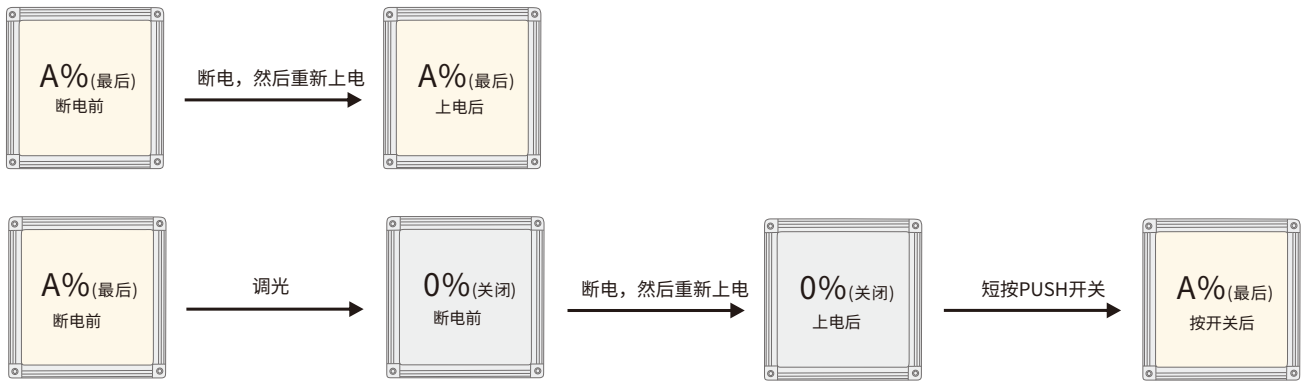 A%(最后)
断电前
断电，然后重新上电
A%(最后)
上电后
A%(最后)
断电前
调光
0%(关闭)
断电前
断电，然后重新上电
0%(关闭)
上电后
短按PUSH开关
A%(最后)
按开关后